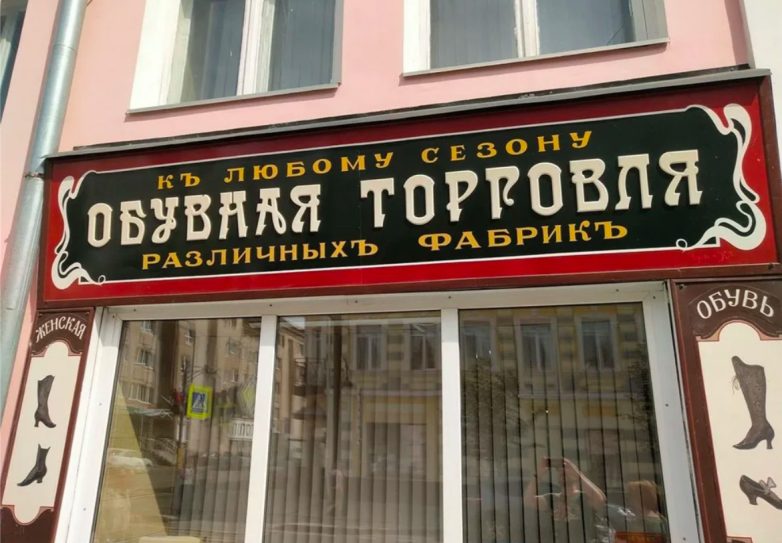 КЪ ЛЮБОМУ СЕЗОНУ
ОБУВНАЯ ТОРГОВЛЯ
РАЗЛИЧНЫХЪ ФАБРИКЪ
ЖЕНСКАЯ
ОБУВЬ